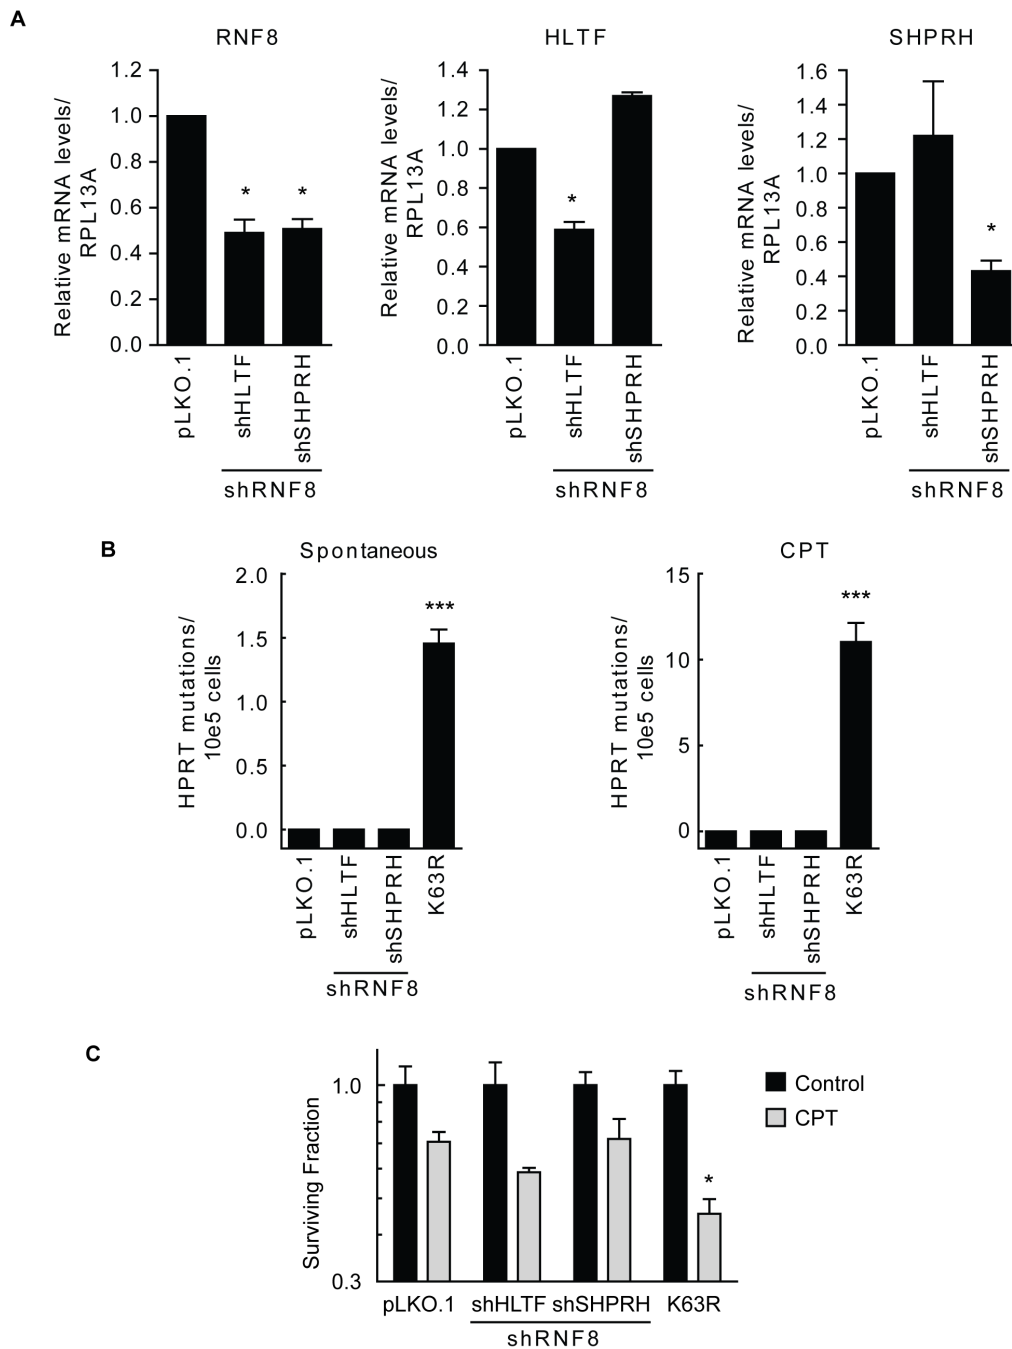 A
RNF8
HLTF
SHPRH
Relative mRNA levels/
RPL13A
1.2
1.0
0.8
0.6
0.4
0.2
0.0
* *
pLKO.1
shHLTF
shSHPRH
shRNF8
Relative mRNA levels/
RPL13A
1.4
1.2
1.0
0.8
0.6
0.4
0.2
0.0
*
pLKO.1
shHLTF
shSHPRH
shRNF8
Relative mRNA levels/
RPL13A
1.6
1.4
1.2
1.0
0.8
0.6
0.4
0.2
0.0
*
pLKO.1
shHLTF
shSHPRH
shRNF8
B
Spontaneous
HPRT mutations/
10e5 cells
2.0
1.5
1.0
0.5
0.0
***
pLKO.1
shHLTF
shSHPRH
K63R
shRNF8
CPT
HPRT mutations/
10e5 cells
15
10
5
0
***
pLKO.1
shHLTF
shSHPRH
K63R
shRNF8
C
Surviving Fraction
1.0
0.3
*
Control
CPT
pLKO.1 shHLTF shSHPRH K63R
shRNF8